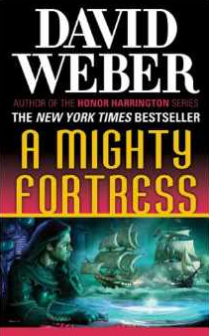 DAVID
WEBER
AUTHOR OF THE HONOR HARRINGTON SERIES
THE NEW YORK TIMES BESTSELLER
A MIGHTY
FORTRESS